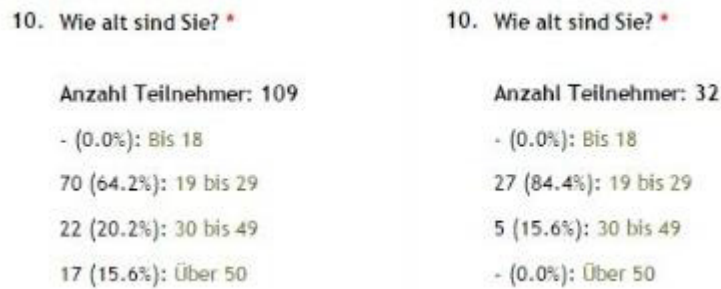 10. Wie alt sind Sie? *
Anzahl Teilnehmer: 109
- (0.0%): Bis 18
70 (64.2%): 19 bis 29
22 (20.2%): 30 bis 49
17 (15.6%): Über 50
10. Wie alt sind Sie? *
Anzahl Teilnehmer: 32
- (0.0%): Bis 18
27 (84.4%): 19 bis 29
5 (15.6%): 30 bis 49
- (0.0%): Über 50